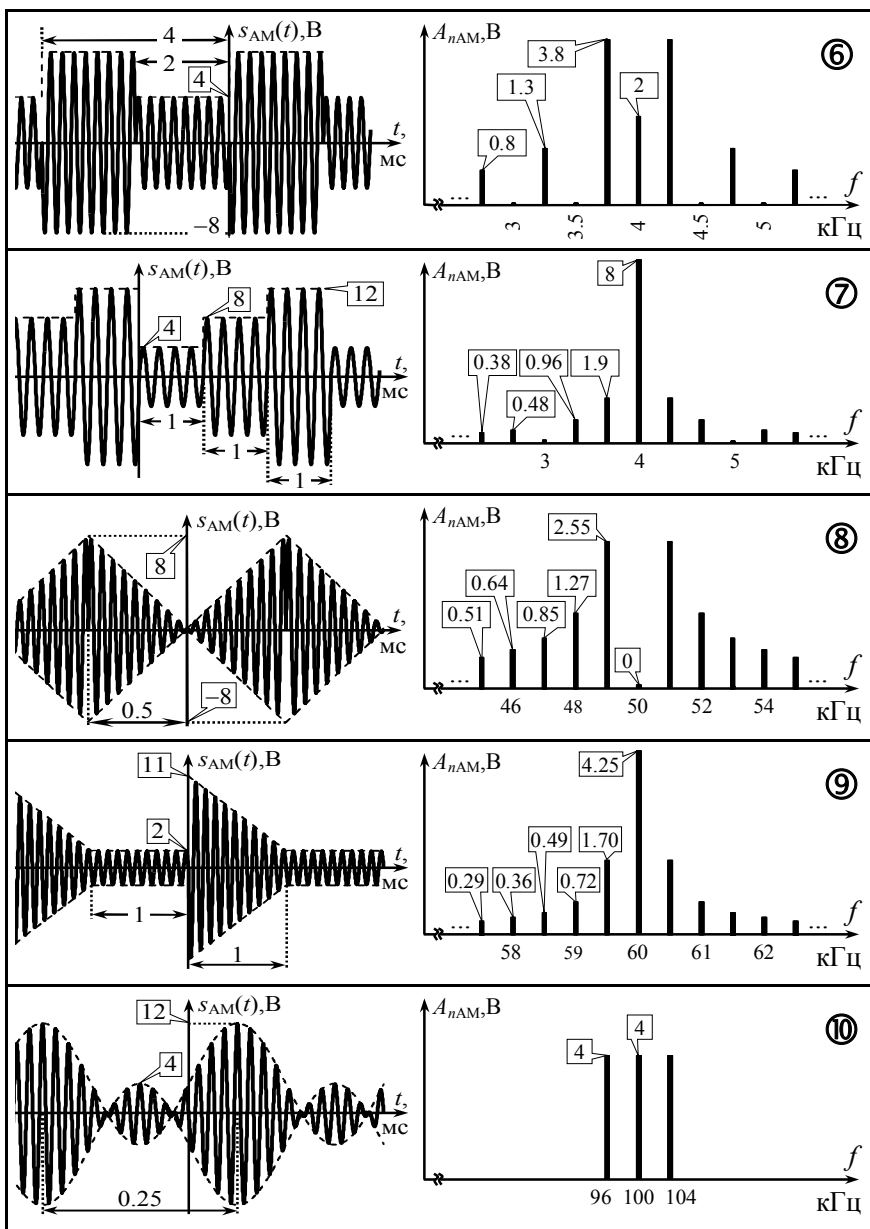 4
s_AM(t),В
2
4
t,
мс
−8
A_nAM,В
⑥
3.8
2
1.3
0.8
...
...
f
3
3.5
4
4.5
5
кГц
s_AM(t),В
12
8
4
t,
мс
1
1
1
A_nAM,В
⑦
8
0.38
0.96
1.9
0.48
...
...
f
3
4
5
кГц
s_AM(t),В
8
t,
мс
0.5
−8
A_nAM,В
⑧
2.55
0.64
1.27
0.51
0.85
0
...
...
f
46
48
50
52
54
кГц
11
s_AM(t),В
2
t,
мс
1
1
A_nAM,В
⑨
4.25
0.49
1.70
0.29
0.36
0.72
...
...
f
58
59
60
61
62
кГц
s_AM(t),В
12
4
t,
мс
0.25
A_nAM,В
⑩
4
4
f
96
100
104
кГц